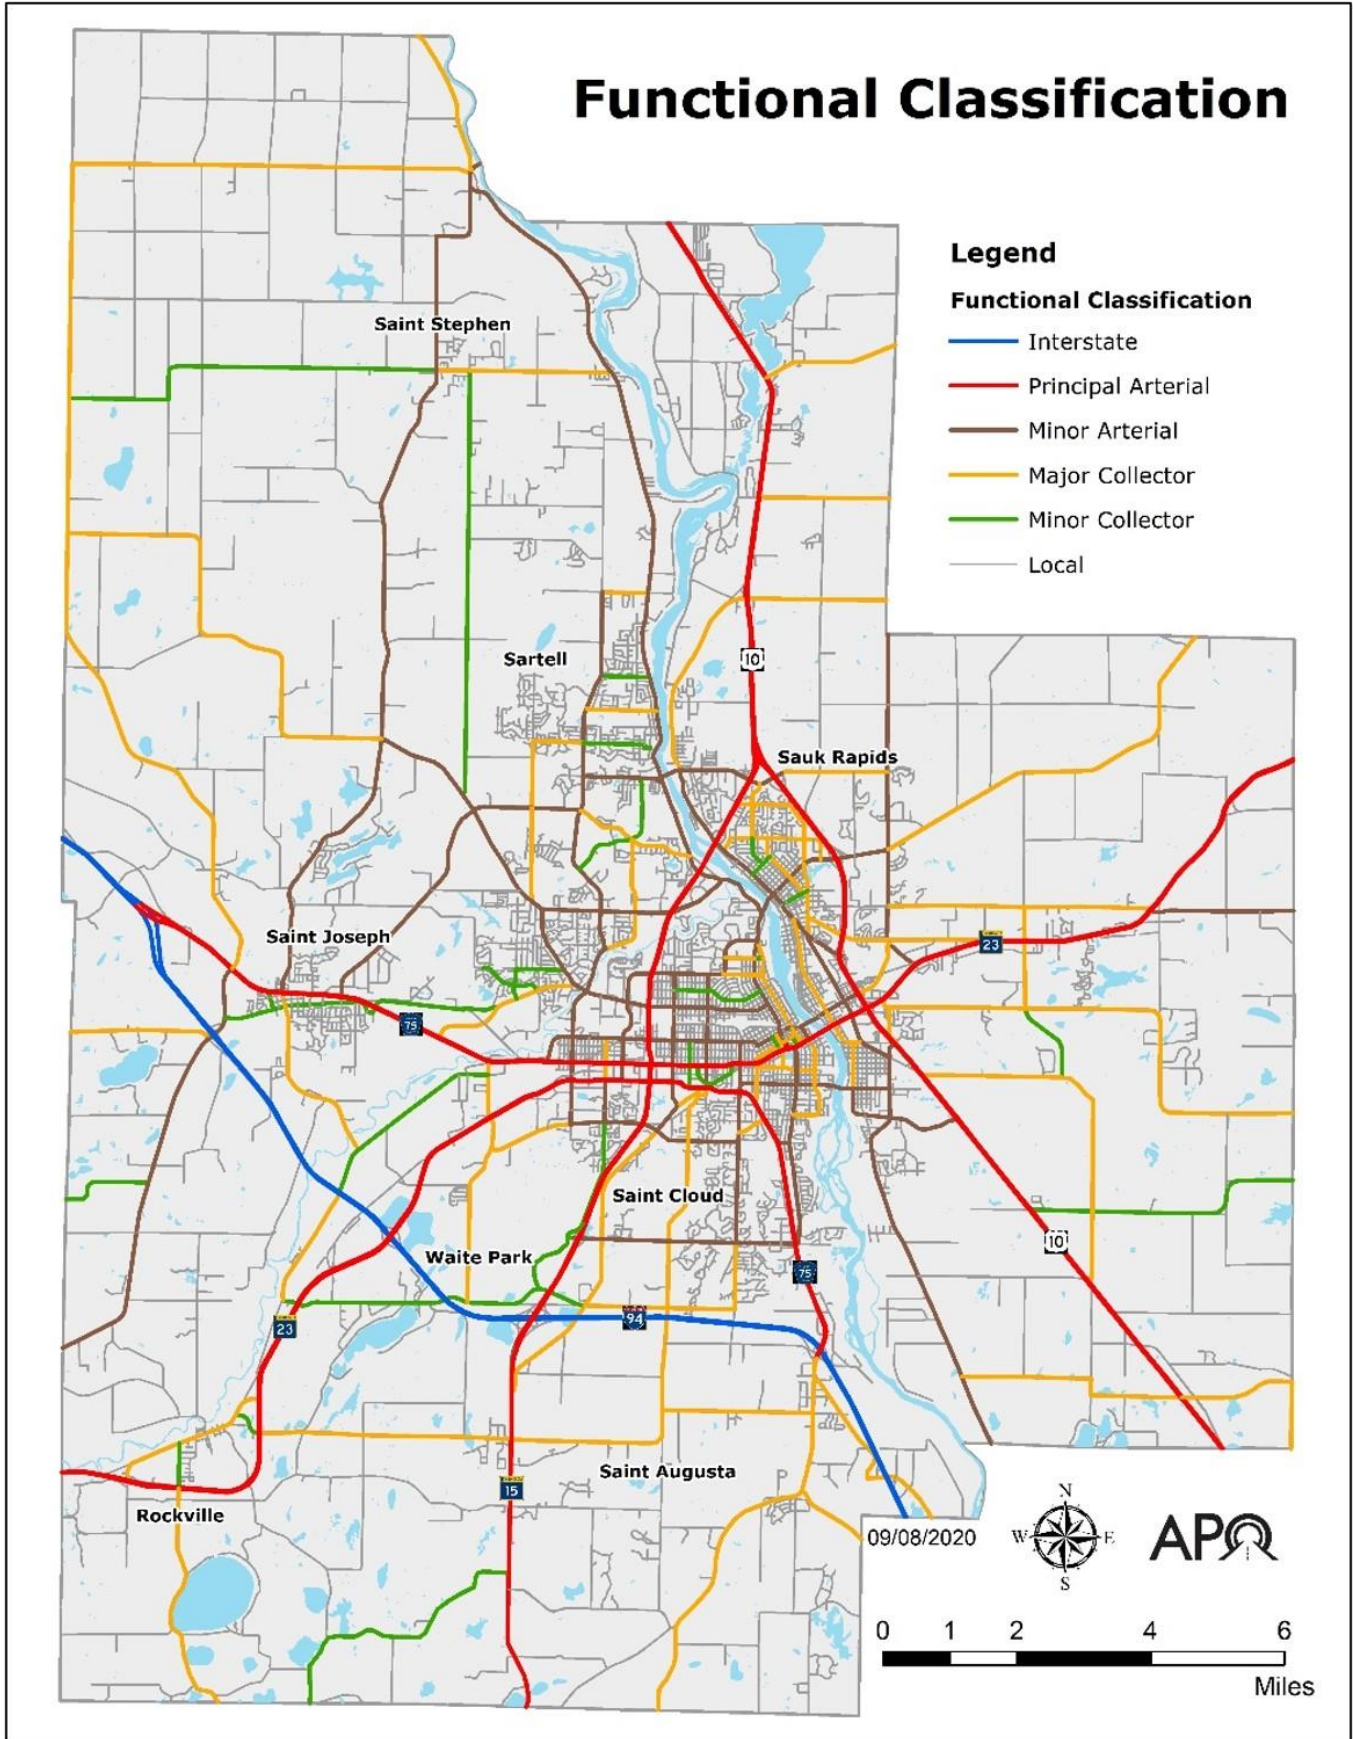 Functional Classification
Legend
Functional Classification
Interstate
Principal Arterial
Minor Arterial
Major Collector
Minor Collector
Local
Saint Stephen
Sartell
10
Sauk Rapids
Saint Joseph
23
75
Saint Cloud
Waite Park
10
75
94
23
Saint Augusta
15
Rockville
09/08/2020
N
W E
S
APO
0 1 2 4 6
Miles